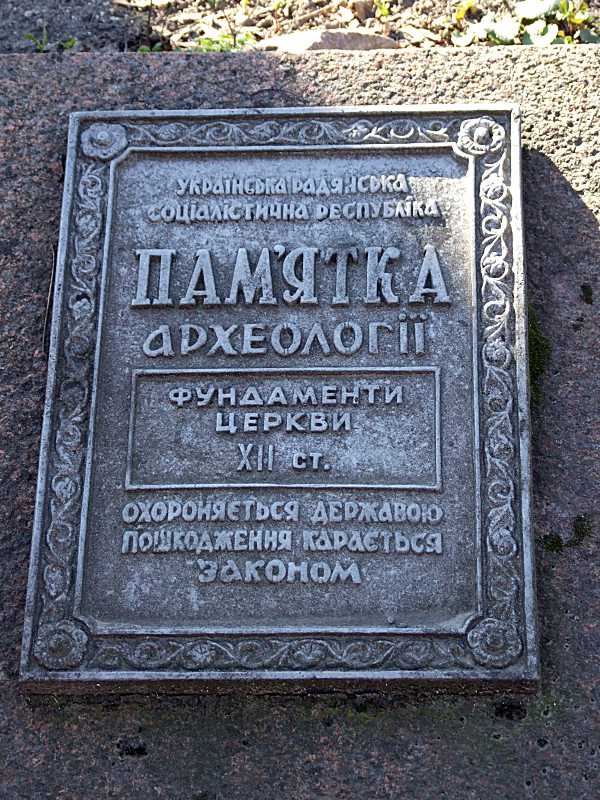 УКРАЇНСЬКА РАДЯНСЬКА
СОЦІАЛІСТИЧНА РЕСПУБЛІКА
ПАМ'ЯТКА
АРХЕОЛОГІЇ
ФУНДАМЕНТИ
ЦЕРКВИ
XII ст.
ОХОРОНЯЄТЬСЯ ДЕРЖАВОЮ
ПОШКОДЖЕННЯ КАРАЄТЬСЯ
ЗАКОНОМ